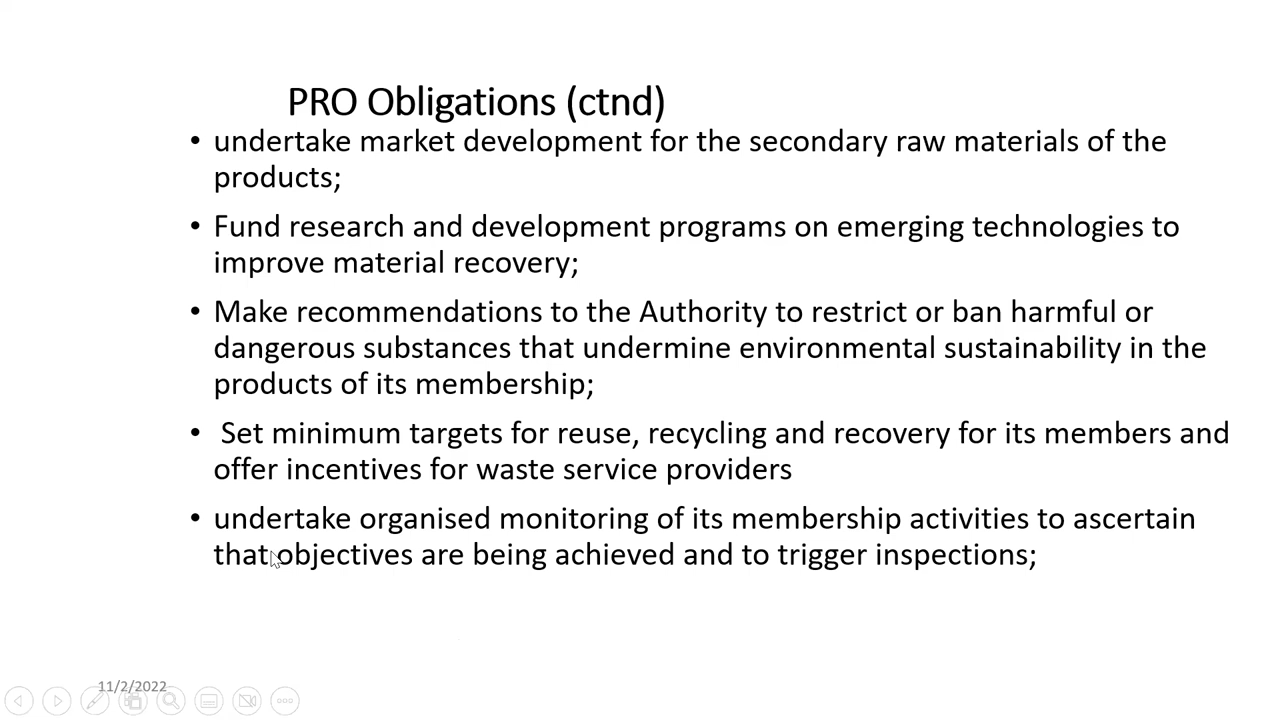 PRO Obligations (ctnd)
• undertake market development for the secondary raw materials of the
products;
• Fund research and development programs on emerging technologies to
improve material recovery;
• Make recommendations to the Authority to restrict or ban harmful or
dangerous substances that undermine environmental sustainability in the
products of its membership;
• Set minimum targets for reuse, recycling and recovery for its members and
offer incentives for waste service providers
• undertake organised monitoring of its membership activities to ascertain
that objectives are being achieved and to trigger inspections;
11/2/2022